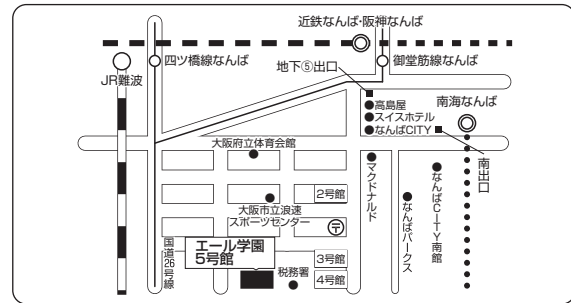 近鉄なんば・阪神なんば
四ツ橋線なんば
御堂筋線なんば
JR難波
地下⑤出口
高島屋
スイスホテル
なんばCITY
南海なんば
南出口
大阪府立体育会館
マクドナルド
なんばCITY南館
なんばパークス
2号館
大阪市立浪速
スポーツセンター
〒
国道26号線
エール学園
5号館
税務署
3号館
4号館